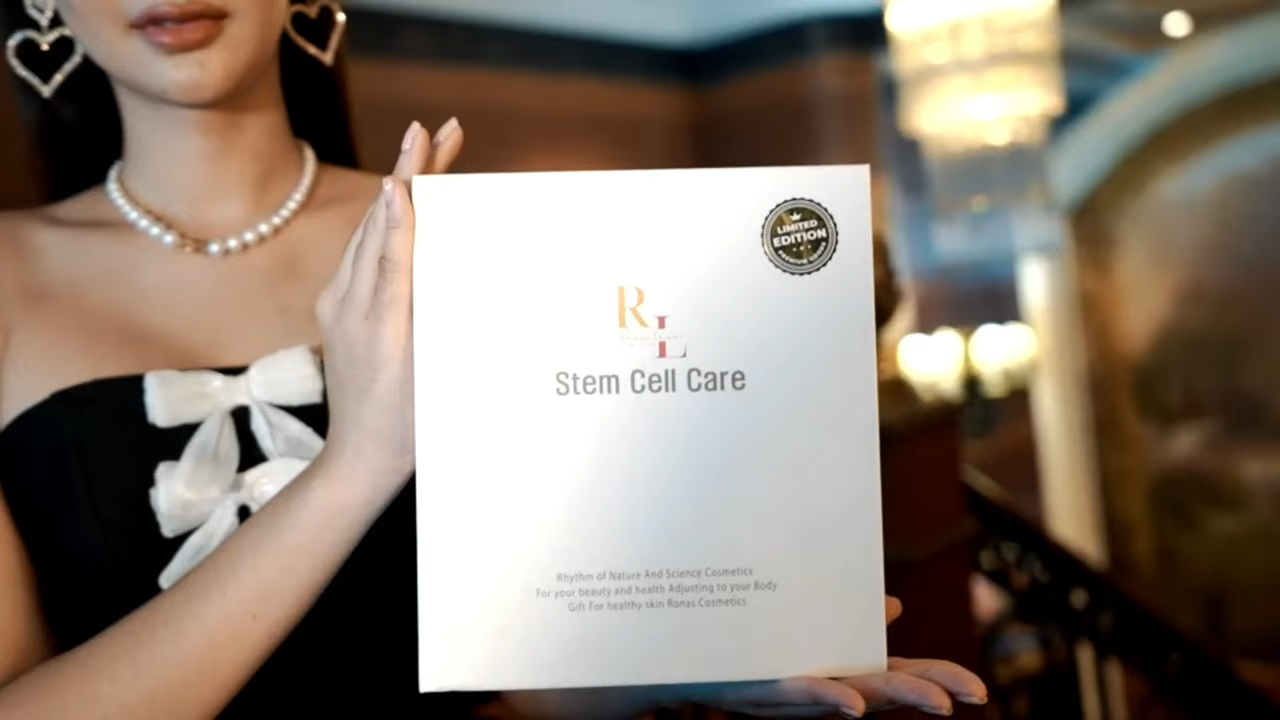 LIMITED
EDITION
PREMIUM
R
L
Stem Cell Care
Rhythm of Nature And Science Cosmetics
For your beauty and health Adjusting to your Body
Gift For healthy skin Ronas Cosmetics